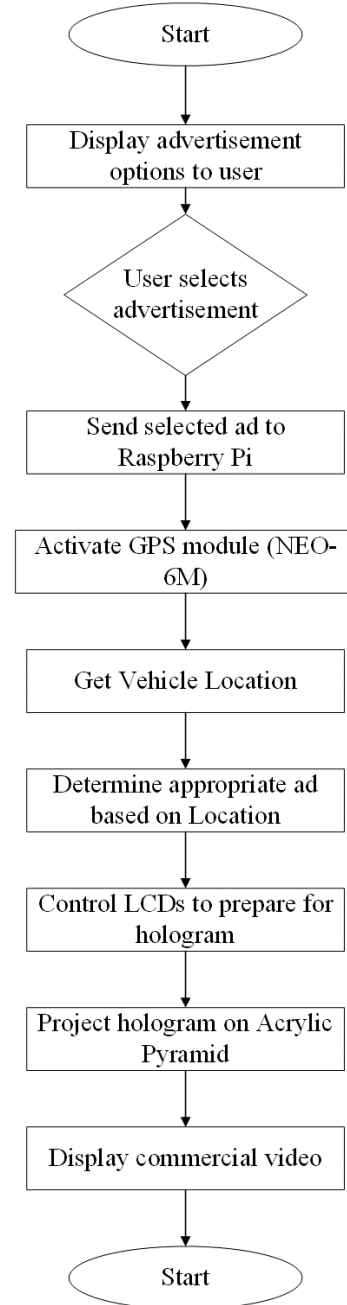 Start
Display advertisement
options to user
User selects
advertisement
Send selected ad to
Raspberry Pi
Activate GPS module (NEO-
6M)
Get Vehicle Location
Determine appropriate ad
based on Location
Control LCDs to prepare for
hologram
Project hologram on Acrylic
Pyramid
Display commercial video
Start